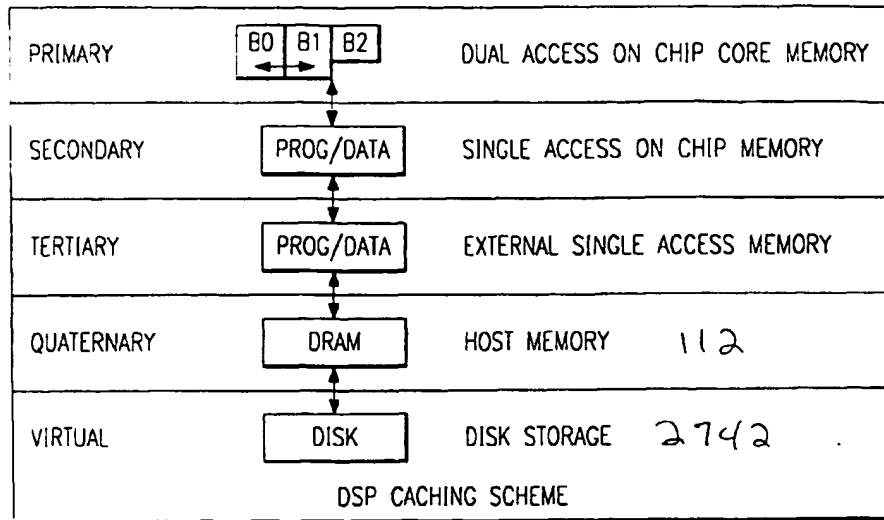 PRIMARY B0 B1 B2 DUAL ACCESS ON CHIP CORE MEMORY
SECONDARY PROG/DATA SINGLE ACCESS ON CHIP MEMORY
TERTIARY PROG/DATA EXTERNAL SINGLE ACCESS MEMORY
QUATERNARY DRAM HOST MEMORY 112
VIRTUAL DISK DISK STORAGE 2742
DSP CACHING SCHEME